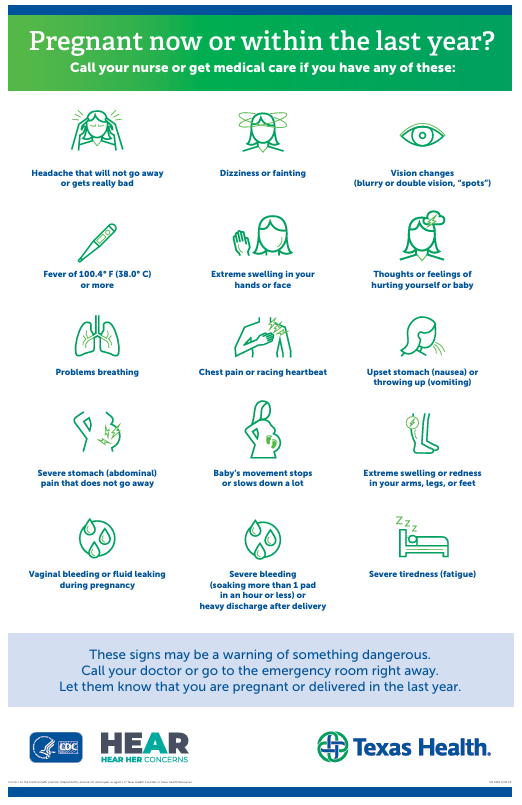 Pregnant now or within the last year?
Call your nurse or get medical care if you have any of these:
Headache that will not go away
or gets really bad
Dizziness or fainting
Vision changes
(blurry or double vision, “spots”)
Fever of 100.4° F (38.0° C)
or more
Extreme swelling in your
hands or face
Thoughts or feelings of
hurting yourself or baby
Problems breathing
Chest pain or racing heartbeat
Upset stomach (nausea) or
throwing up (vomiting)
Severe stomach (abdominal)
pain that does not go away
Baby’s movement stops
or slows down a lot
Extreme swelling or redness
in your arms, legs, or feet
Vaginal bleeding or fluid leaking
during pregnancy
Severe bleeding
(soaking more than 1 pad
in an hour or less) or
heavy discharge after delivery
Zzz
Severe tiredness (fatigue)
These signs may be a warning of something dangerous.
Call your doctor or go to the emergency room right away.
Let them know that you are pregnant or delivered in the last year.
CDC
HEAR
HEAR HER CONCERNS
Texas Health.